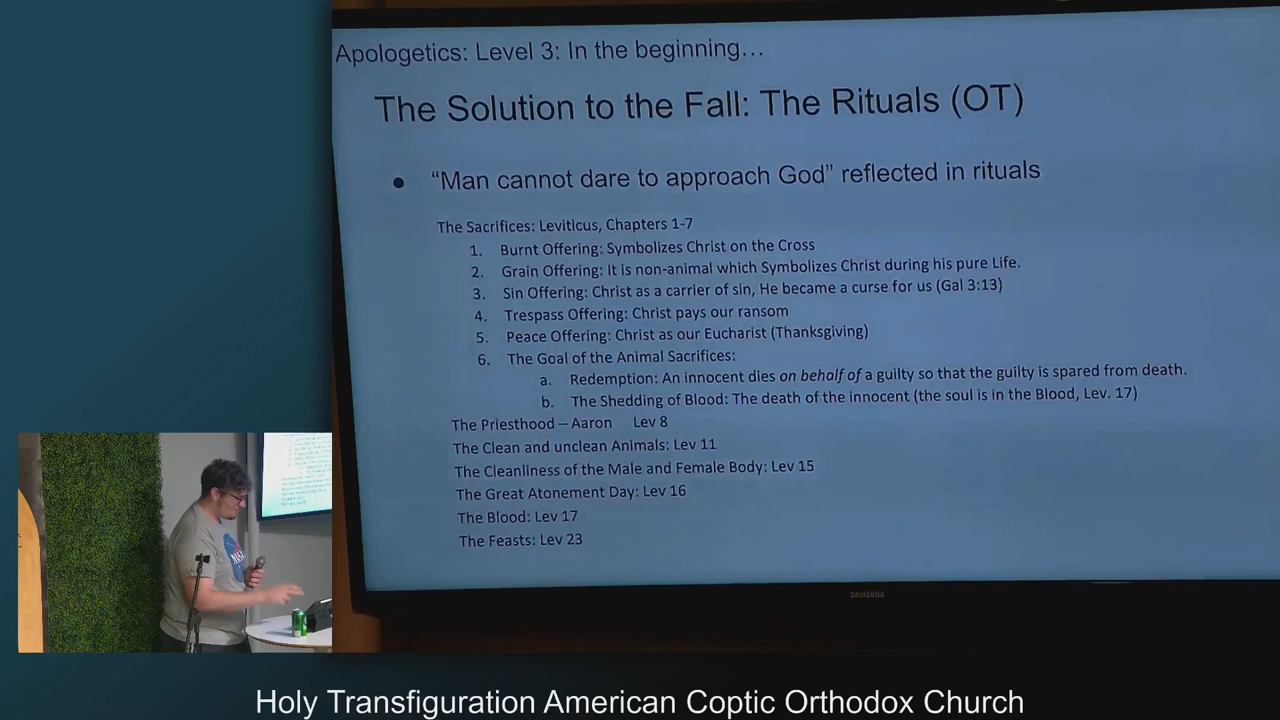 Apologetics: Level 3: In the beginning...
The Solution to the Fall: The Rituals (OT)
● “Man cannot dare to approach God” reflected in rituals
The Sacrifices: Leviticus, Chapters 1-7
1. Burnt Offering: Symbolizes Christ on the Cross
2. Grain Offering: It is non-animal which Symbolizes Christ during his pure Life.
3. Sin Offering: Christ as a carrier of sin, He became a curse for us (Gal 3:13)
4. Trespass Offering: Christ pays our ransom
5. Peace Offering: Christ as our Eucharist (Thanksgiving)
6. The Goal of the Animal Sacrifices:
a. Redemption: An innocent dies on behalf of a guilty so that the guilty is spared from death.
b. The Shedding of Blood: The death of the innocent (the soul is in the Blood, Lev. 17)
The Priesthood – Aaron Lev 8
The Clean and unclean Animals: Lev 11
The Cleanliness of the Male and Female Body: Lev 15
The Great Atonement Day: Lev 16
The Blood: Lev 17
The Feasts: Lev 23
SAMSUNG
Holy Transfiguration American Coptic Orthodox Church